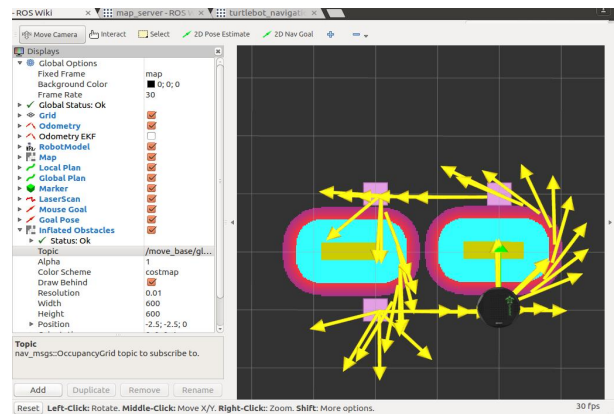 -ROS Wiki × map_server - ROS W × turtlebot_navigati ×
Move Camera Interact Select 2D Pose Estimate 2D Nav Goal
Displays
Global Options
Fixed Frame map
Background Color 0; 0; 0
Frame Rate 30
Global Status: Ok
Grid
Odometry
Odometry EKF
RobotModel
Map
Local Plan
Global Plan
Marker
LaserScan
Mouse Goal
Goal Pose
Inflated Obstacles
Status: Ok
Topic /move_base/gl...
Alpha 1
Color Scheme costmap
Draw Behind
Resolution 0.01
Width 600
Height 600
Position -2.5; -2.5; 0
Topic
nav_msgs::OccupancyGrid topic to subscribe to.
Add Duplicate Remove Rename
Reset Left-Click: Rotate. Middle-Click: Move X/Y. Right-Click:: Zoom. Shift: More options. 30 fps